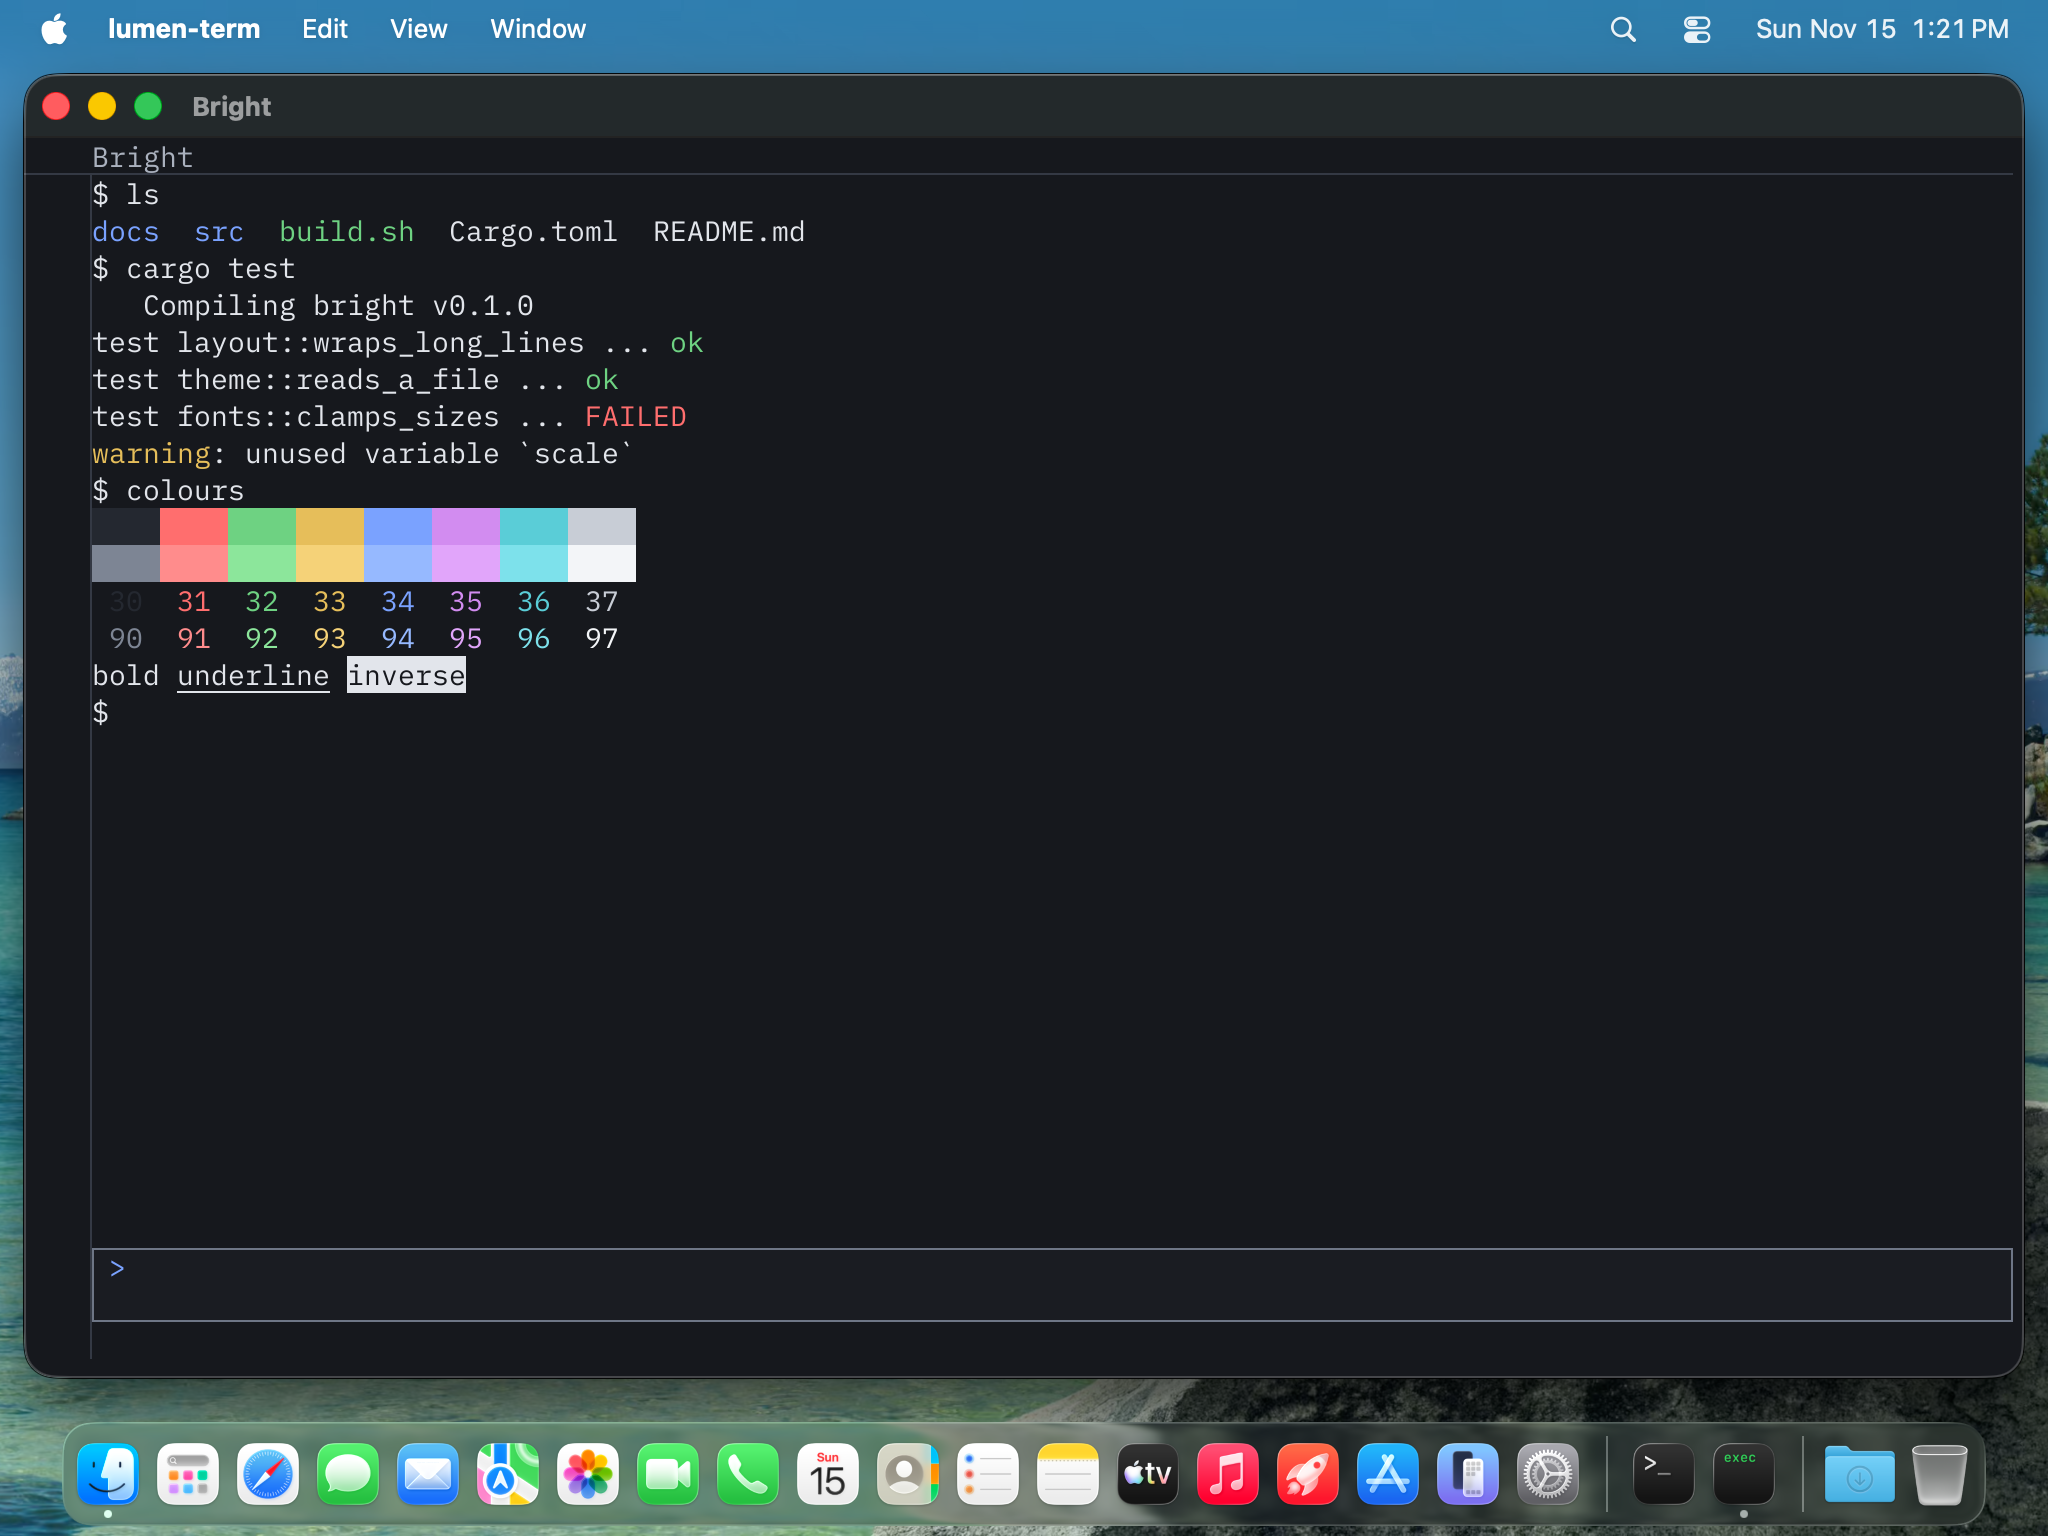 lumen-term Edit View Window Sun Nov 15 1:21 PM
Bright
Bright
$ ls
docs  src  build.sh  Cargo.toml  README.md
$ cargo test
   Compiling bright v0.1.0
test layout::wraps_long_lines ... ok
test theme::reads_a_file ... ok
test fonts::clamps_sizes ... FAILED
warning: unused variable `scale`
$ colours
30 31 32 33 34 35 36 37
90 91 92 93 94 95 96 97
bold underline inverse
$
>
Sun
15
tv
>_
exec